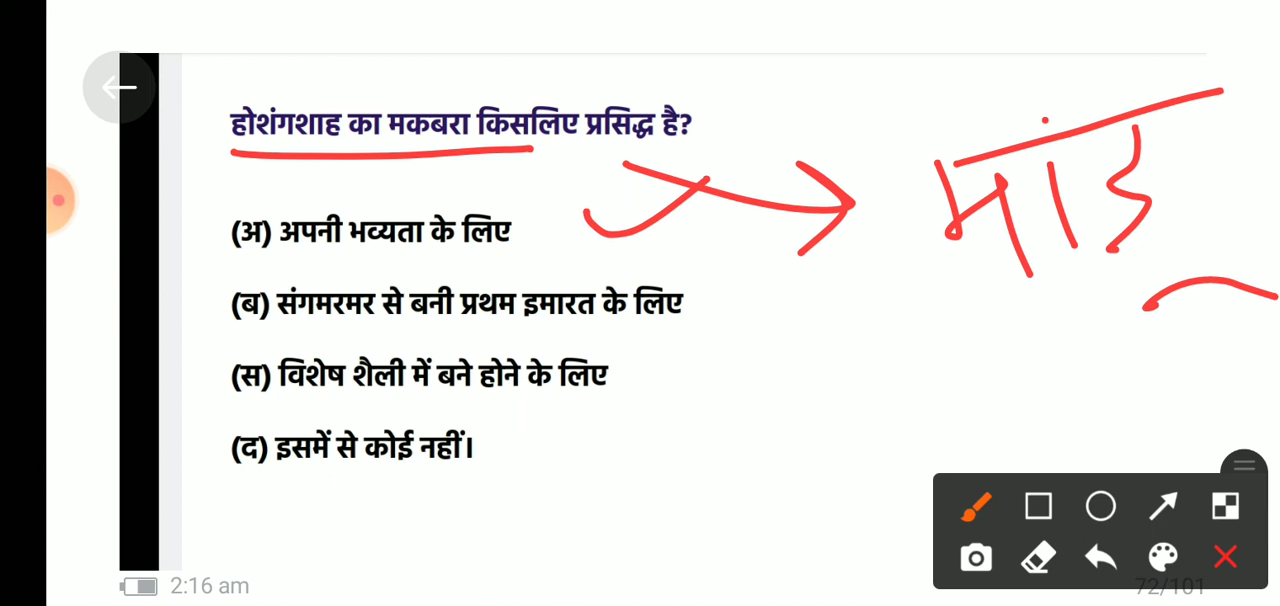 होशंगशाह का मकबरा किसलिए प्रसिद्ध है?
मांड
(अ) अपनी भव्यता के लिए
(ब) संगमरमर से बनी प्रथम इमारत के लिए
(स) विशेष शैली में बने होने के लिए
(द) इसमें से कोई नहीं।
2:16 am
72/101